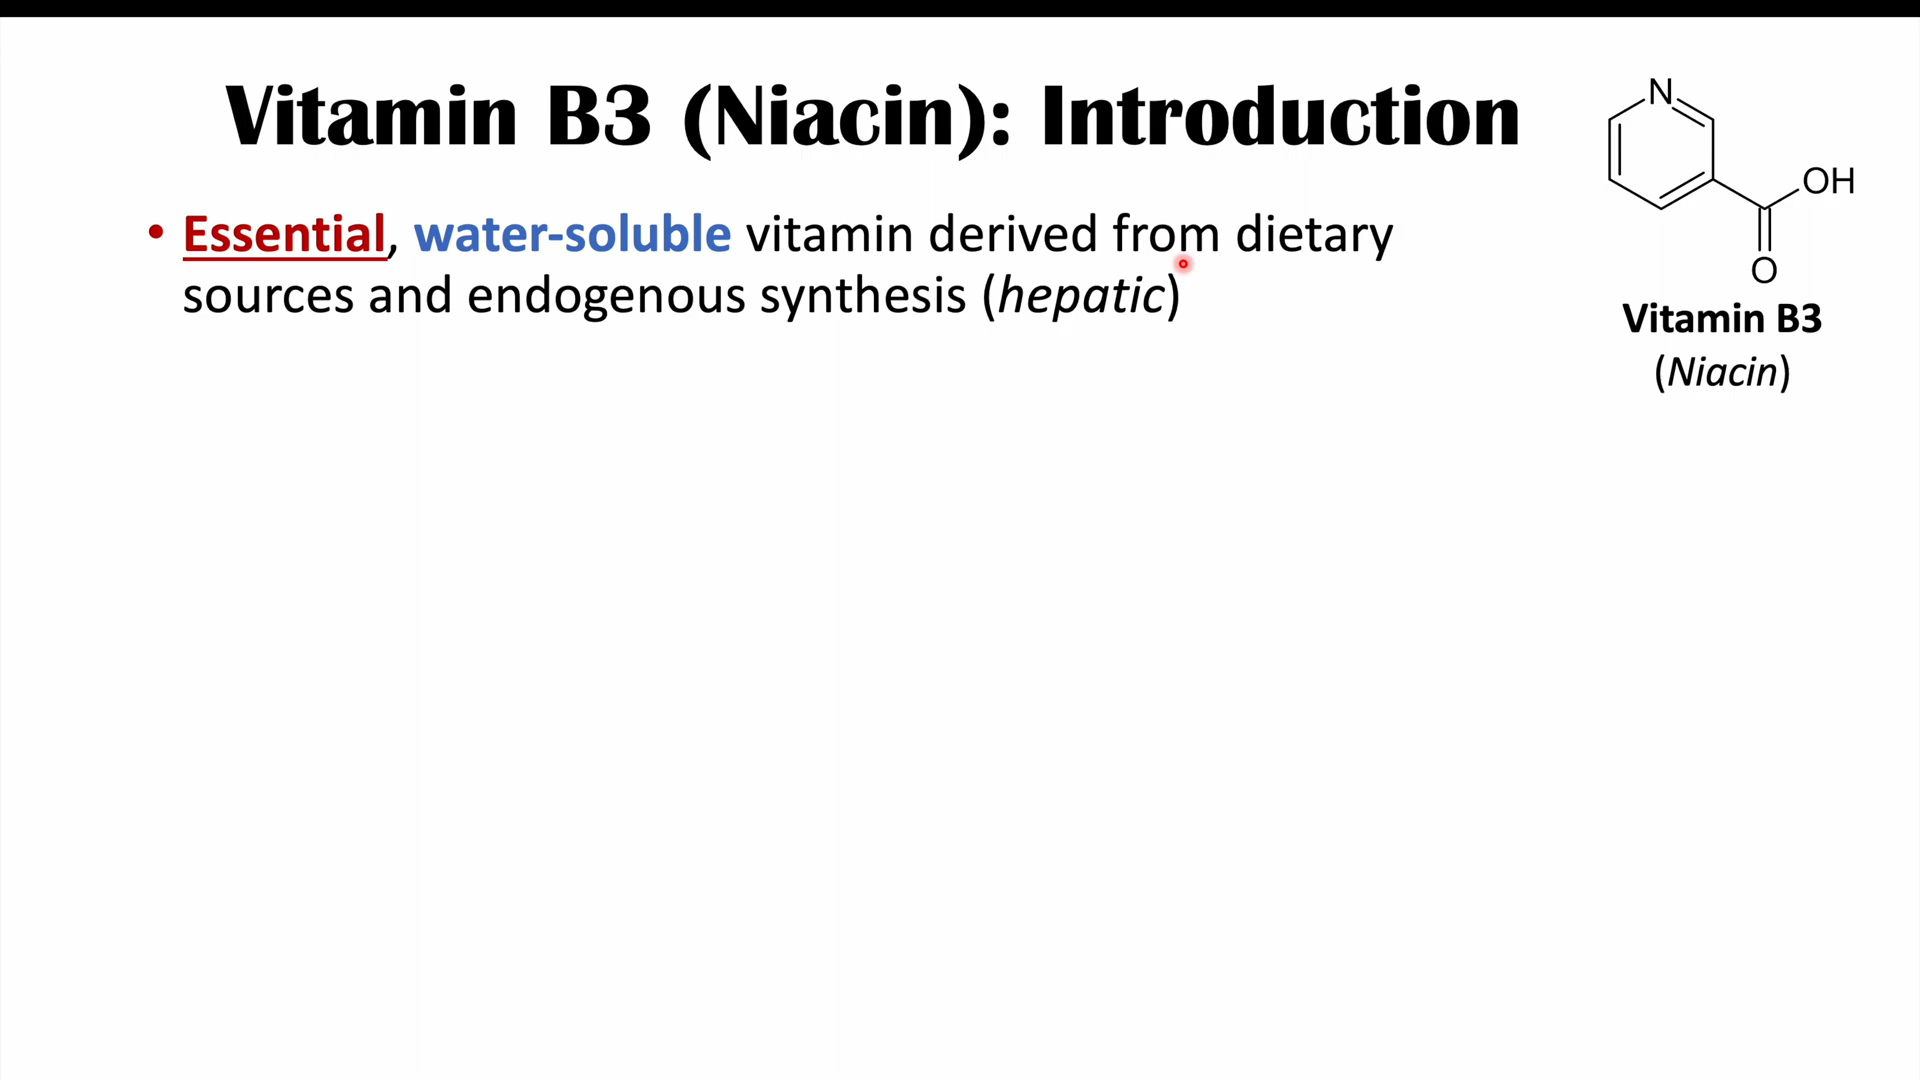 Vitamin B3 (Niacin): Introduction
• Essential, water-soluble vitamin derived from dietary
sources and endogenous synthesis (hepatic)
N
OH
O
Vitamin B3
(Niacin)